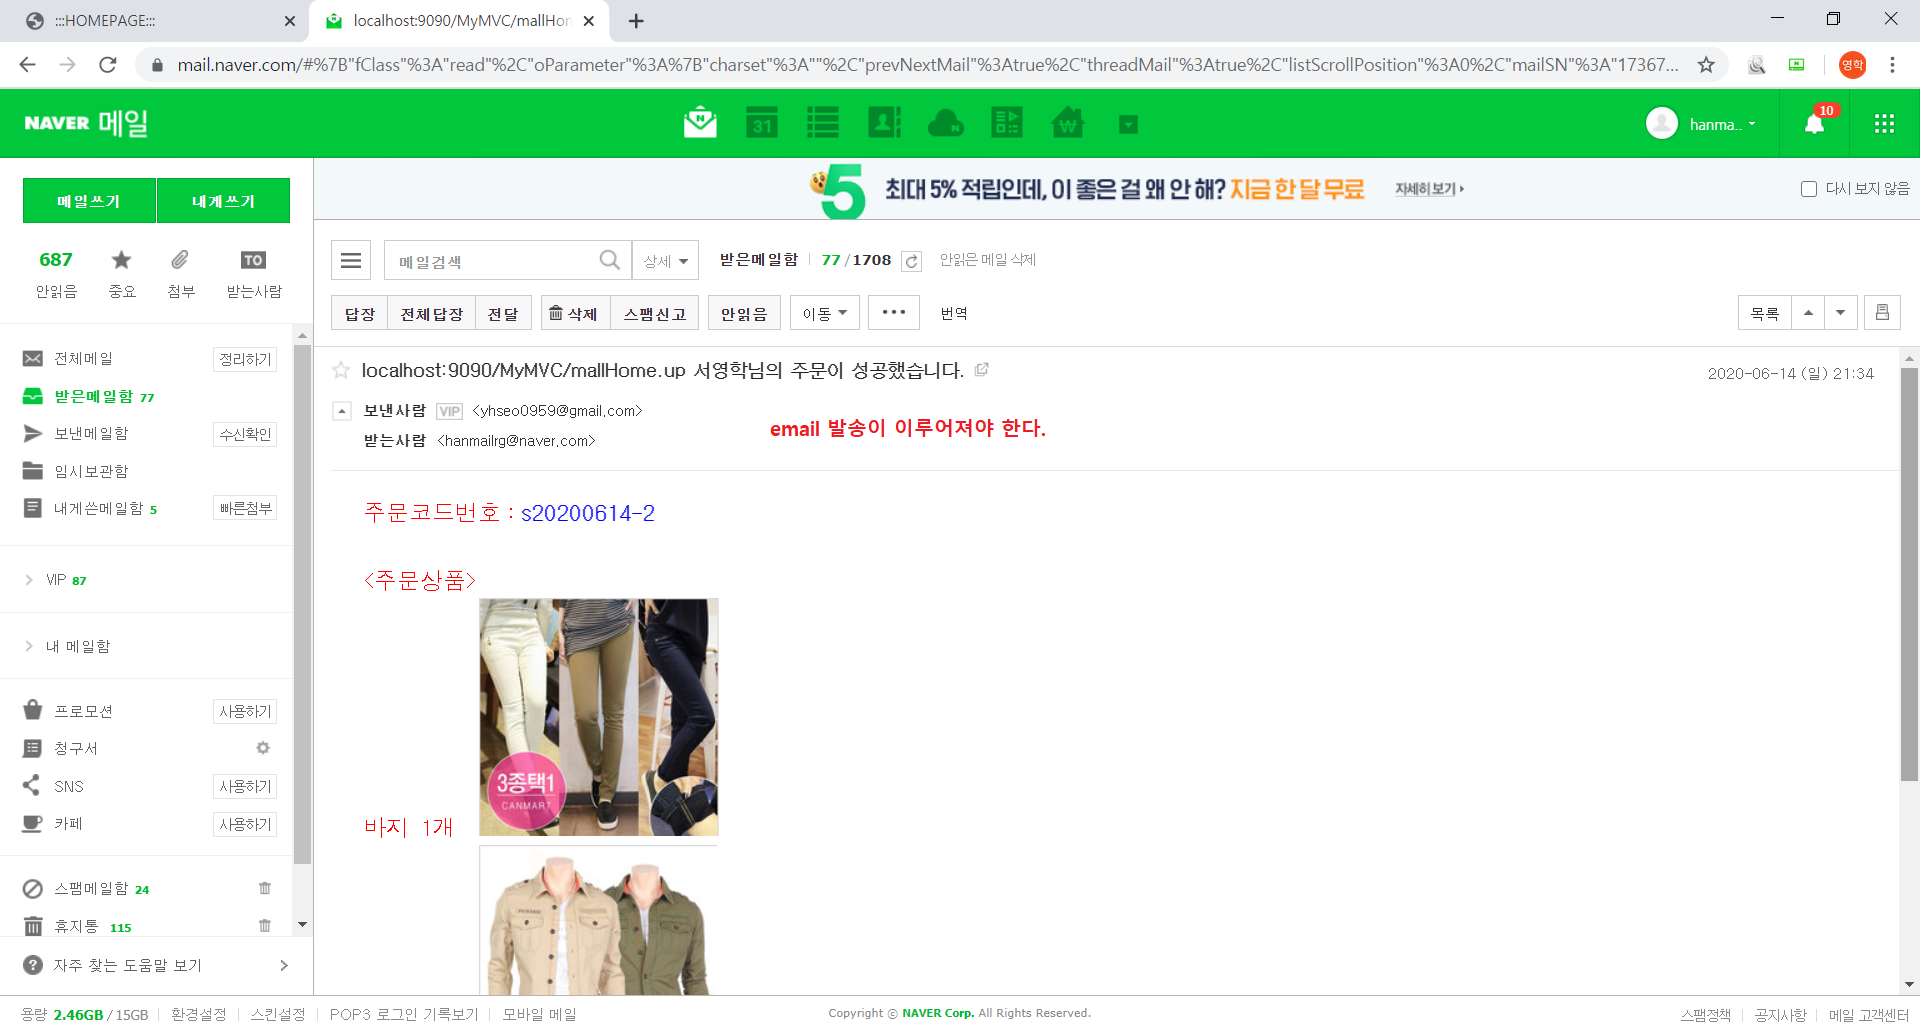 :::HOMEPAGE:::
localhost:9090/MyMVC/mallHom
mail.naver.com/#%7B"fClass"%3A"read"%2C"oParameter"%3A%7B"charset"%3A""%2C"prevNextMail"%3Atrue%2C"threadMail"%3Atrue%2C"listScrollPosition"%3A0%2C"mailSN"%3A"17367...
영학
NAVER 메일
31
N
₩
hanma..
10
메일쓰기 내게쓰기
5 최대 5% 적립인데, 이 좋은 걸 왜 안 해? 지금 한 달 무료 자세히 보기
다시 보지 않음
687 TO
안읽음 중요 첨부 받는사람
메일검색 상세
받은메일함 77 / 1708 안읽은 메일 삭제
답장 전체답장 전달 삭제 스팸신고 안읽음 이동 ••• 번역
목록
전체메일 정리하기
받은메일함 77
보낸메일함 수신확인
임시보관함
내게쓴메일함 5 빠른첨부
VIP 87
내 메일함
프로모션 사용하기
청구서
SNS 사용하기
카페 사용하기
스팸메일함 24
휴지통 115
자주 찾는 도움말 보기
localhost:9090/MyMVC/mallHome.up 서영학님의 주문이 성공했습니다.
2020-06-14 (일) 21:34
보낸사람 VIP <yhseo0959@gmail.com>
받는사람 <hanmailrg@naver.com>
email 발송이 이루어져야 한다.
주문코드번호 : s20200614-2
<주문상품>
3종택1
CANMART
바지 1개
용량 2.46GB / 15GB 환경설정 스킨설정 POP3 로그인 기록보기 모바일 메일
Copyright © NAVER Corp. All Rights Reserved.
스팸정책 공지사항 메일 고객센터